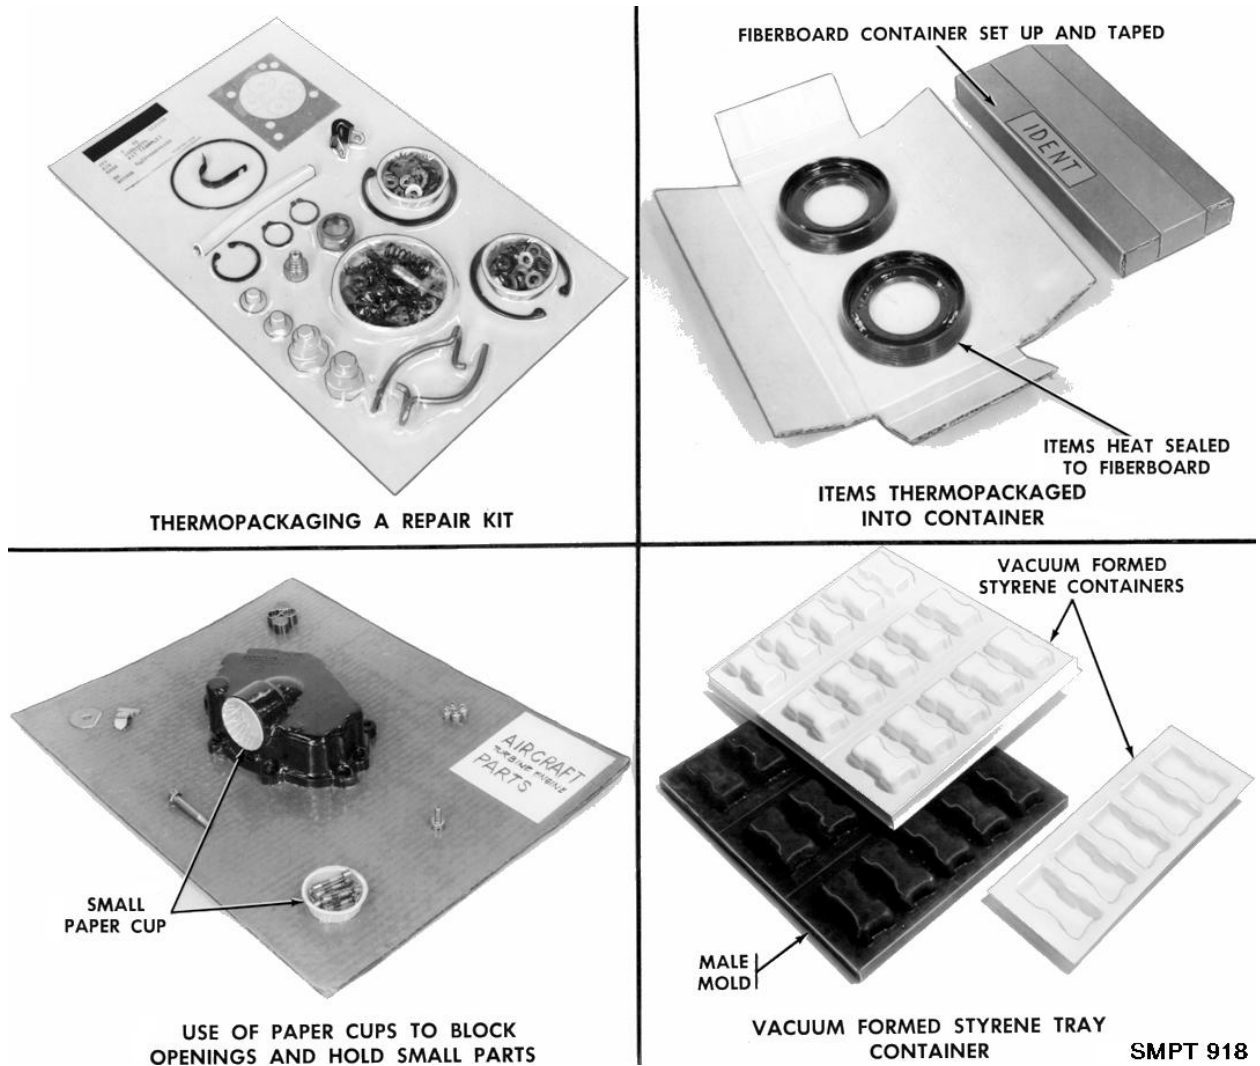 THERMOPACKAGING A REPAIR KIT
FIBERBOARD CONTAINER SET UP AND TAPED
IDENT
ITEMS HEAT SEALED
TO FIBERBOARD
ITEMS THERMOPACKAGED
INTO CONTAINER
AIRCRAFT
TURBINE ENGINE
PARTS
SMALL
PAPER CUP
USE OF PAPER CUPS TO BLOCK
OPENINGS AND HOLD SMALL PARTS
VACUUM FORMED
STYRENE CONTAINERS
MALE
MOLD
VACUUM FORMED STYRENE TRAY
CONTAINER
SMPT 918